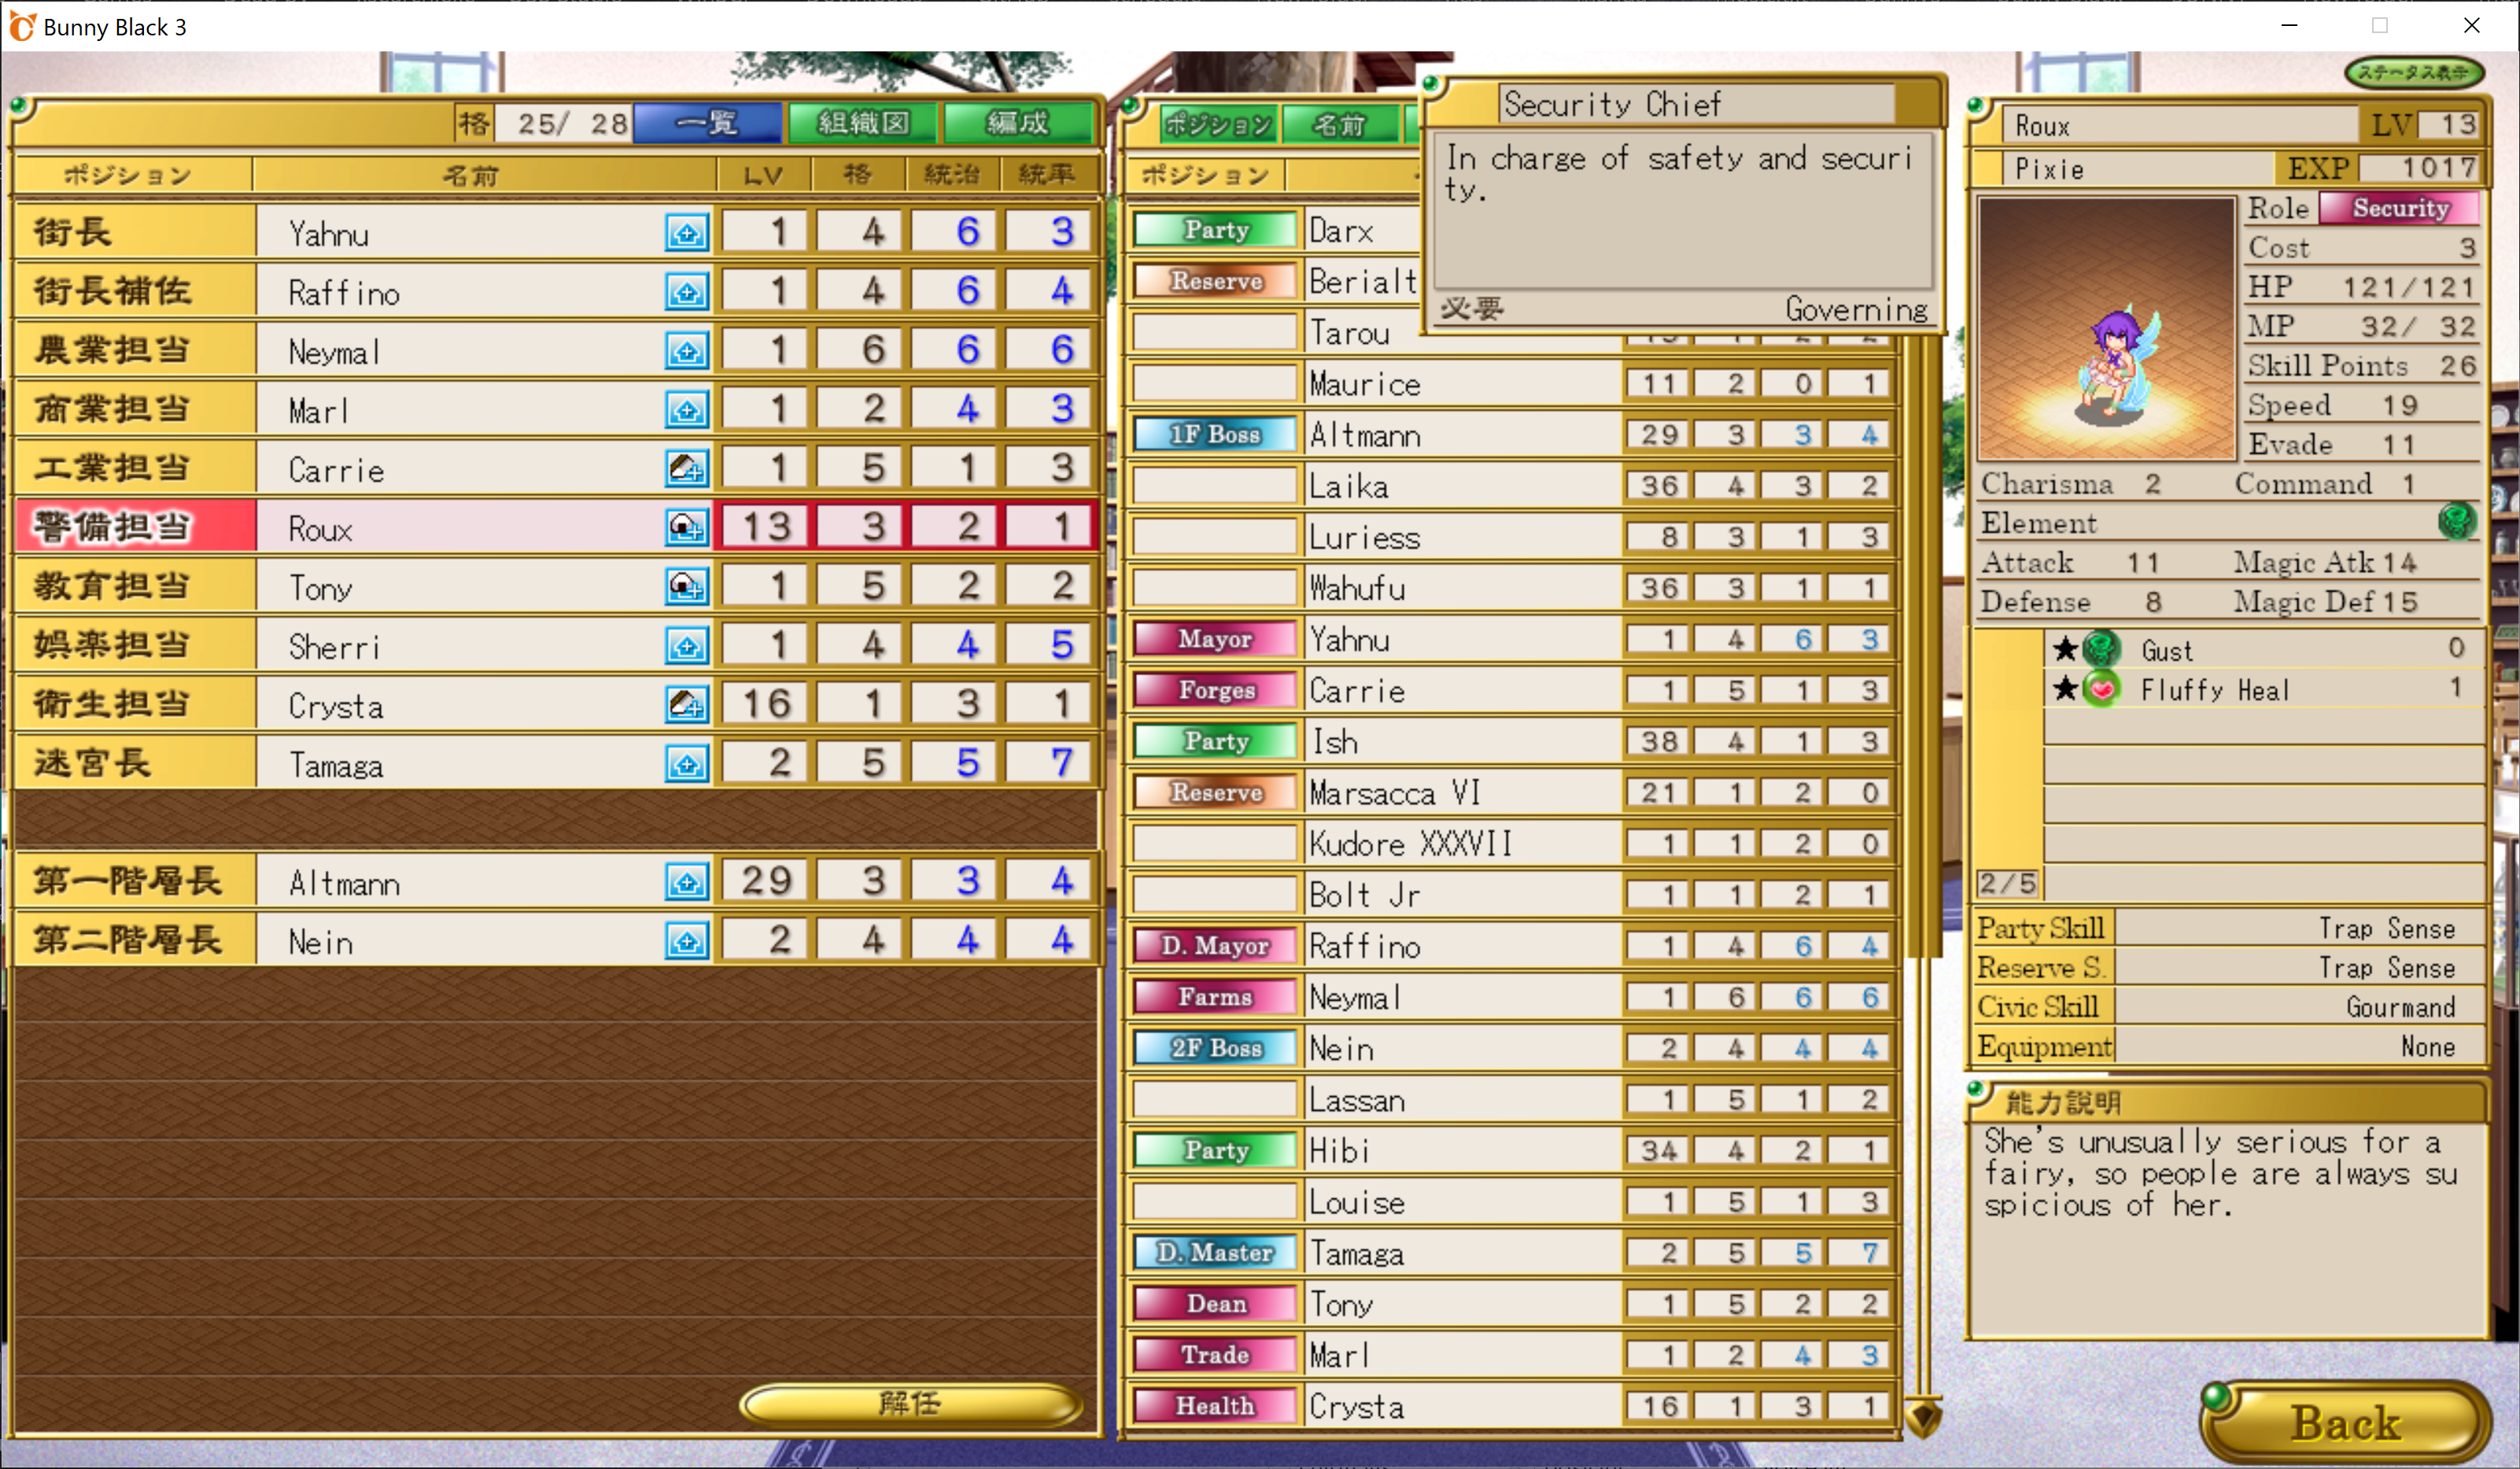 Bunny Black 3
格 25/ 28 一覧 組織図 編成
ポジション 名前 LV 格 統治 統率
街長 Yahnu 1 4 6 3
街長補佐 Raffino 1 4 6 4
農業担当 Neymal 1 6 6 6
商業担当 Marl 1 2 4 3
工業担当 Carrie 1 5 1 3
警備担当 Roux 13 3 2 1
教育担当 Tony 1 5 2 2
娯楽担当 Sherri 1 4 4 5
衛生担当 Crysta 16 1 3 1
迷宮長 Tamaga 2 5 5 7
第一階層長 Altmann 29 3 3 4
第二階層長 Nein 2 4 4 4
解任
ポジション 名前
ポジション
Party Darx
Reserve Berialt
Tarou
Maurice 11 2 0 1
1F Boss Altmann 29 3 3 4
Laika 36 4 3 2
Luriess 8 3 1 3
Wahufu 36 3 1 1
Mayor Yahnu 1 4 6 3
Forges Carrie 1 5 1 3
Party Ish 38 4 1 3
Reserve Marsacca VI 21 1 2 0
Kudore XXXVII 1 1 2 0
Bolt Jr 1 1 2 1
D. Mayor Raffino 1 4 6 4
Farms Neymal 1 6 6 6
2F Boss Nein 2 4 4 4
Lassan 1 5 1 2
Party Hibi 34 4 2 1
Louise 1 5 1 3
D. Master Tamaga 2 5 5 7
Dean Tony 1 5 2 2
Trade Marl 1 2 4 3
Health Crysta 16 1 3 1
Security Chief
In charge of safety and securi
ty.
必要 Governing
ステータス表示
Roux LV 13
Pixie EXP 1017
Role Security
Cost 3
HP 121/121
MP 32/ 32
Skill Points 26
Speed 19
Evade 11
Charisma 2 Command 1
Element
Attack 11 Magic Atk 14
Defense 8 Magic Def 15
★ Gust 0
★ Fluffy Heal 1
2/5
Party Skill Trap Sense
Reserve S. Trap Sense
Civic Skill Gourmand
Equipment None
能力説明
She's unusually serious for a
fairy, so people are always su
spicious of her.
Back